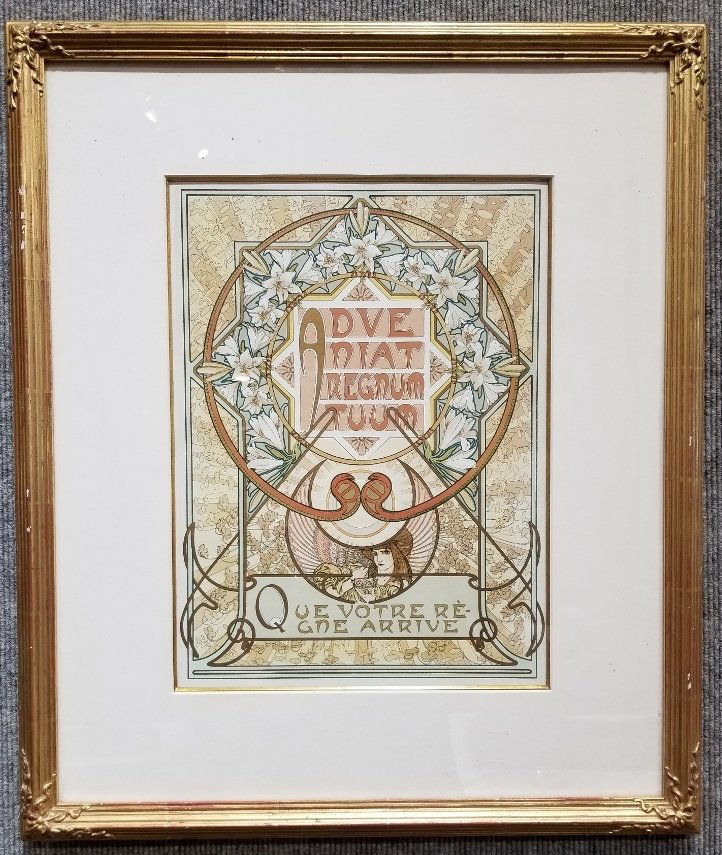 ADVE
NIAT
REGNUM
TUUM
QUE VOTRE RÈ-
GNE ARRIVE